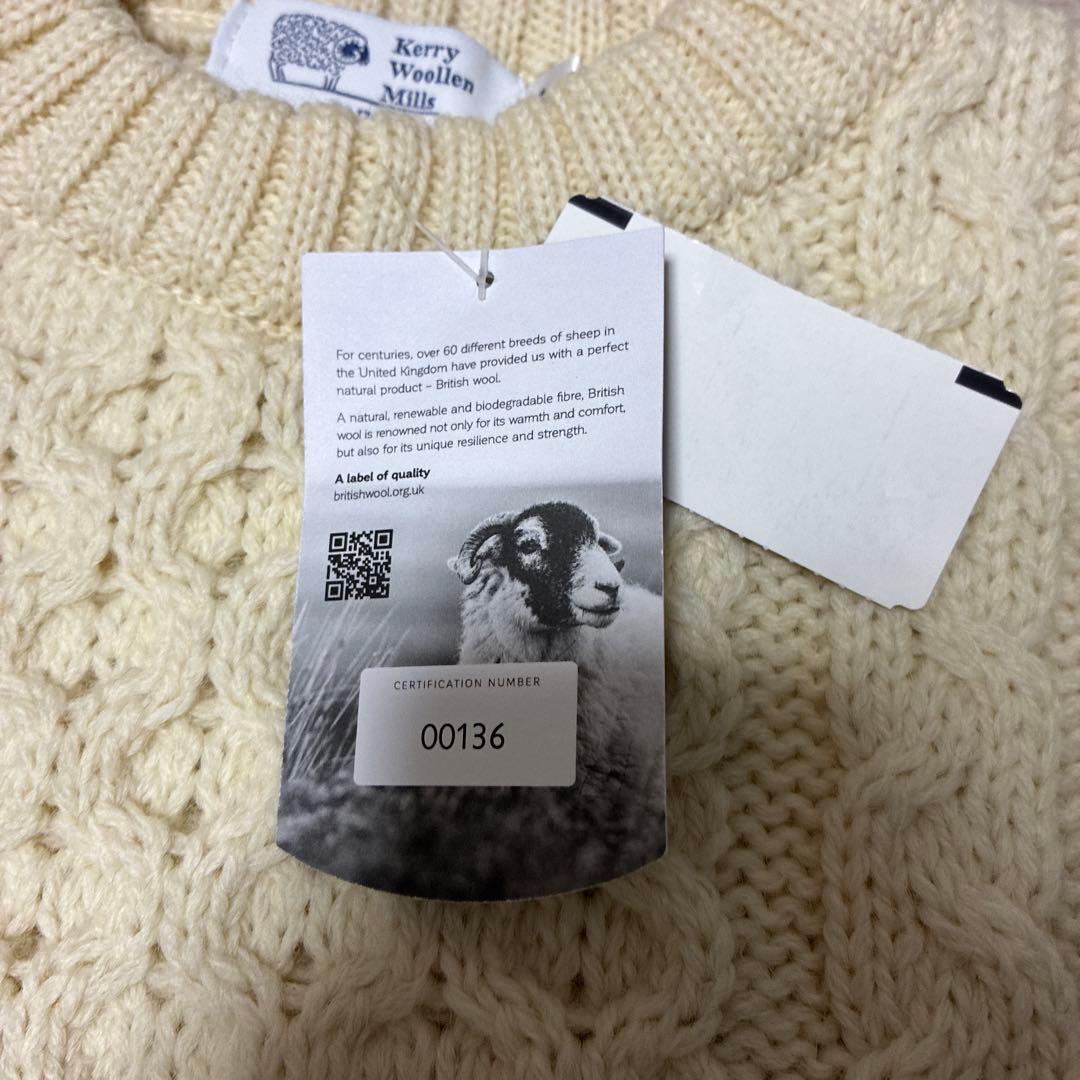 Kerry
Woollen
Mills
For centuries, over 60 different breeds of sheep in
the United Kingdom have provided us with a perfect
natural product – British wool.
A natural, renewable and biodegradable fibre, British
wool is renowned not only for its warmth and comfort,
but also for its unique resilience and strength.
A label of quality
britishwool.org.uk
CERTIFICATION NUMBER
00136